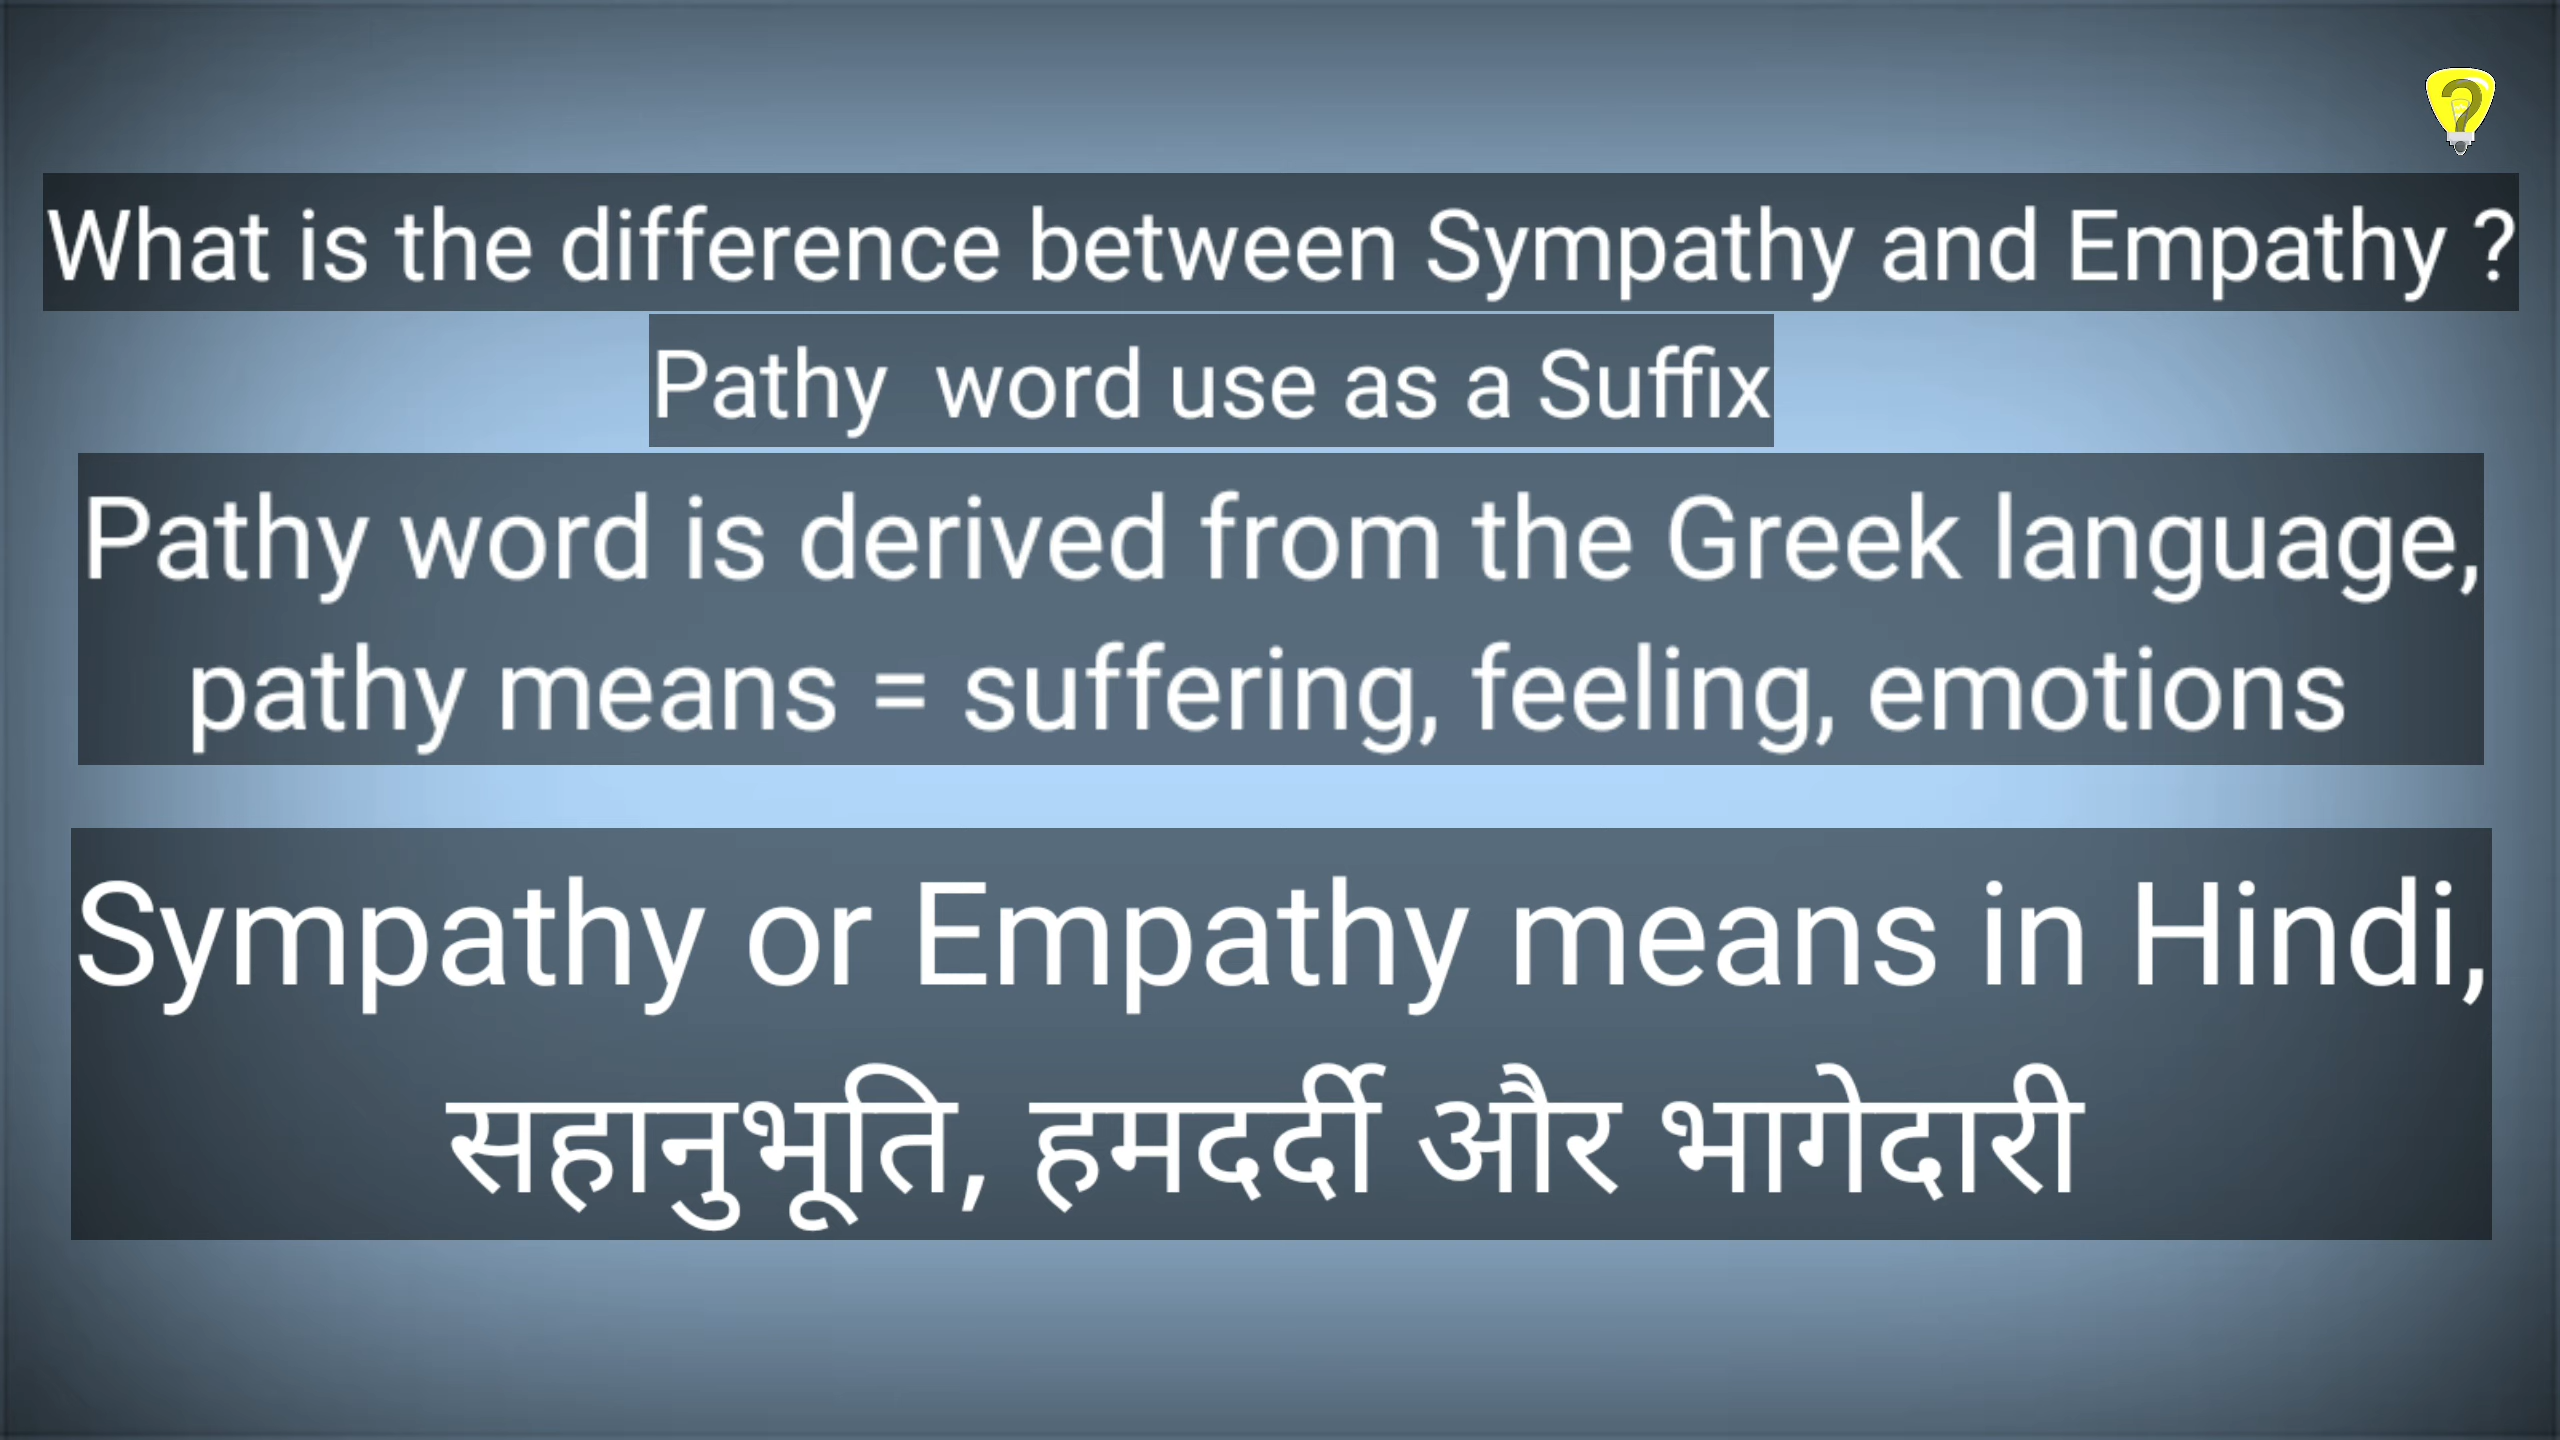 What is the difference between Sympathy and Empathy ?
Pathy word use as a Suffix
Pathy word is derived from the Greek language,
pathy means = suffering, feeling, emotions
Sympathy or Empathy means in Hindi,
सहानुभूति, हमदर्दी और भागेदारी